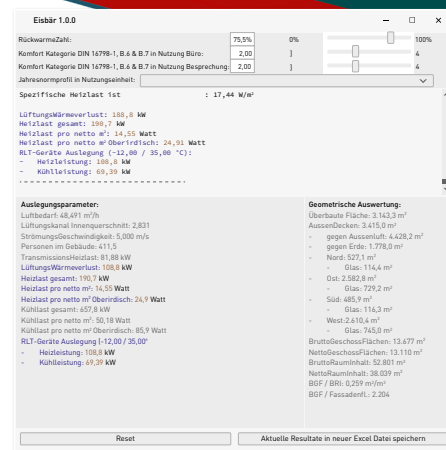 Eisbär 1.0.0
RückwarmeZahl: 75,5% 0% 100%
Komfort Kategorie DIN 16798-1, B.6 & B.7 in Nutzung Büro: 2,00 ] 4
Komfort Kategorie DIN 16798-1, B.6 & B.7 in Nutzung Besprechung: 2,00 ] 4
Jahresnormprofil in Nutzungseinheit:
Spezifische Heizlast ist : 17,44 W/m²
LüftungsWärmeverlust: 108,8 kW
Heizlast gesamt: 190,7 kW
Heizlast pro netto m²: 14,55 Watt
Heizlast pro netto m² Oberirdisch: 24,91 Watt
RLT-Geräte Auslegung (-12,00 / 35,00 °C):
- Heizleistung: 108,8 kW
- Kühlleistung: 69,39 kW
Auslegungsparameter:
Luftbedarf: 48,491 m³/h
Lüftungskanal Innenquerschnitt: 2,831
StrömungsGeschwindigkeit: 5,000 m/s
Personen im Gebäude: 411,5
TransmissionsHeizlast: 81,88 kW
LüftungsWärmeverlust: 108,8 kW
Heizlast gesamt: 190,7 kW
Heizlast pro netto m²: 14,55 Watt
Heizlast pro netto m² Oberirdisch: 24,9 Watt
Kühllast gesamt: 657,8 kW
Kühllast pro netto m²: 50,18 Watt
Kühllast pro netto m² Oberirdisch: 85,9 Watt
RLT-Geräte Auslegung (-12,00 / 35,00°
- Heizleistung: 108,8 kW
- Kühlleistung: 69,39 kW
Geometrische Auswertung:
Überbaute Fläche: 3.143,3 m²
AussenDecken: 3.415,0 m²
- gegen Aussenluft: 4.428,2 m²
- gegen Erde: 1.778,0 m²
- Nord: 527,1 m²
- Glas: 114,4 m²
- Ost: 2.582,8 m²
- Glas: 729,2 m²
- Süd: 485,9 m²
- Glas: 116,3 m²
- West:2.610,4 m²
- Glas: 745,0 m²
BruttoGeschossFlächen: 13.677 m²
NettoGeschossFlächen: 13.110 m²
BruttoRaumInhalt: 52.801 m²
NettoRaumInhalt: 38.039 m²
BGF / BRI: 0,259 m²/m³
BGF / Fassadenfl.: 2.204
Reset
Aktuelle Resultate in neuer Excel Datei speichern